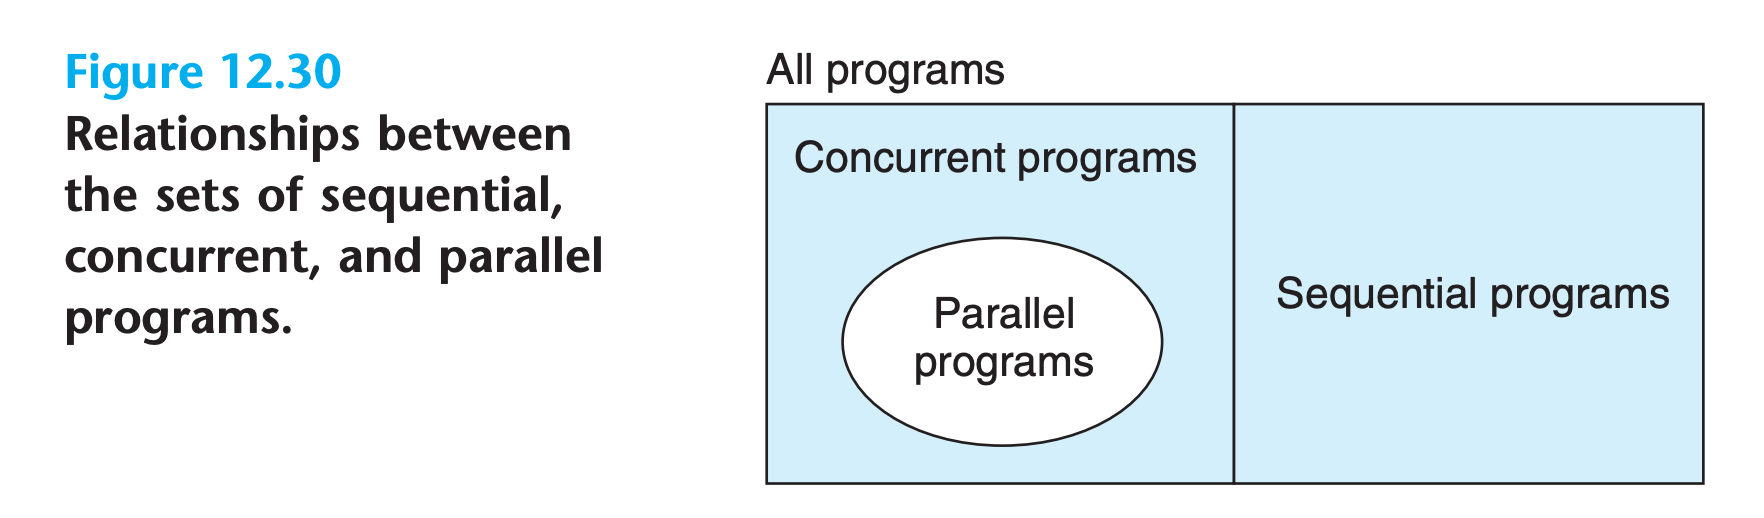 Figure 12.30
Relationships between
the sets of sequential,
concurrent, and parallel
programs.
All programs
Concurrent programs
Parallel
programs
Sequential programs